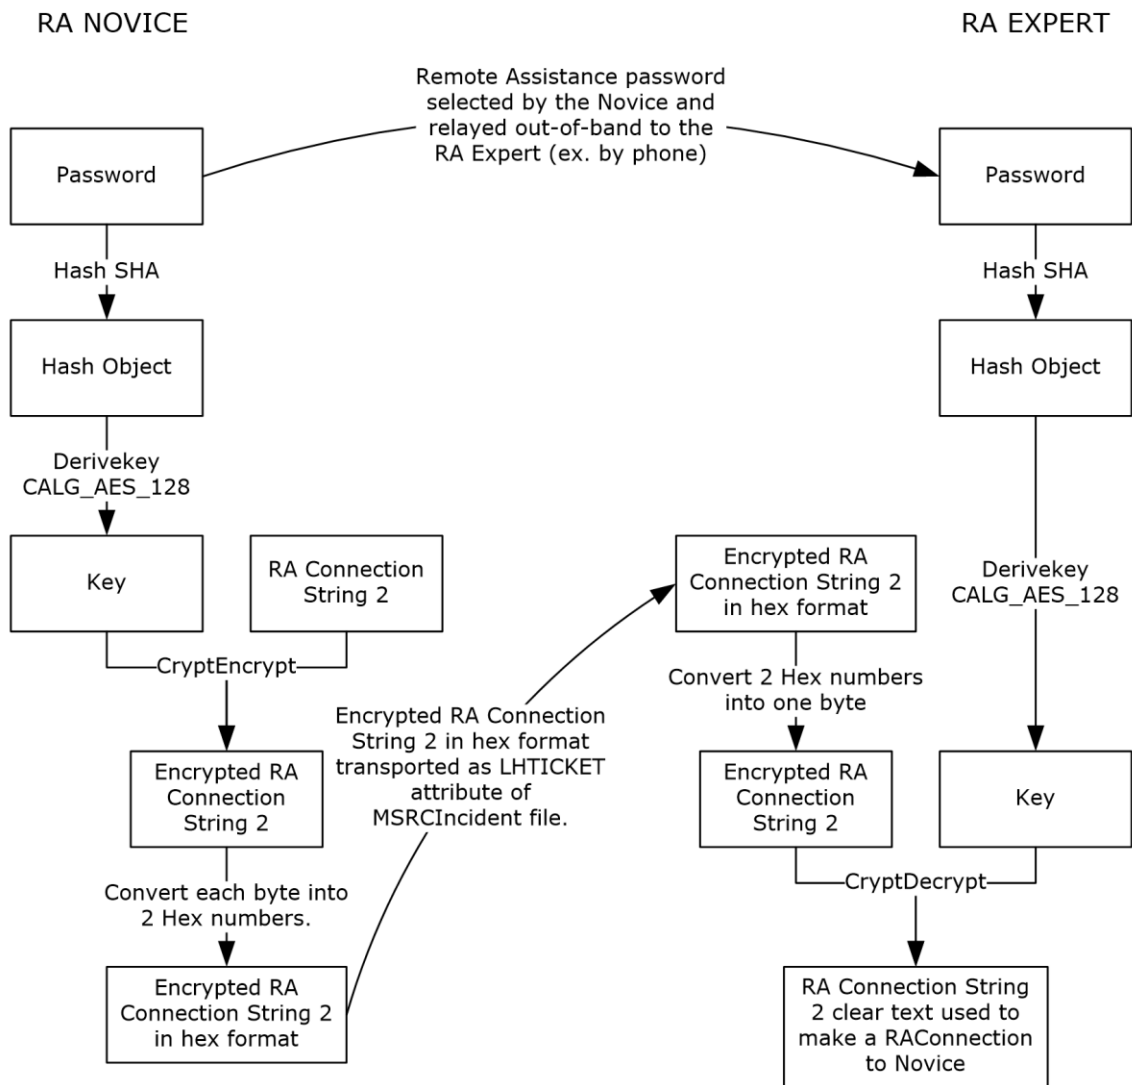 RA NOVICE
RA EXPERT
Remote Assistance password
selected by the Novice and
relayed out-of-band to the
RA Expert (ex. by phone)
Password
Password
Hash SHA
Hash SHA
Hash Object
Hash Object
Derivekey
CALG_AES_128
Key
RA Connection
String 2
Encrypted RA
Connection String 2
in hex format
Derivekey
CALG_AES_128
CryptEncrypt
Convert 2 Hex numbers
into one byte
Encrypted RA Connection
String 2 in hex format
transported as LHTICKET
attribute of
MSRCIncident file.
Encrypted RA
Connection
String 2
Encrypted RA
Connection
String 2
Key
CryptDecrypt
Convert each byte into
2 Hex numbers.
Encrypted RA
Connection String 2
in hex format
RA Connection String
2 clear text used to
make a RAConnection
to Novice